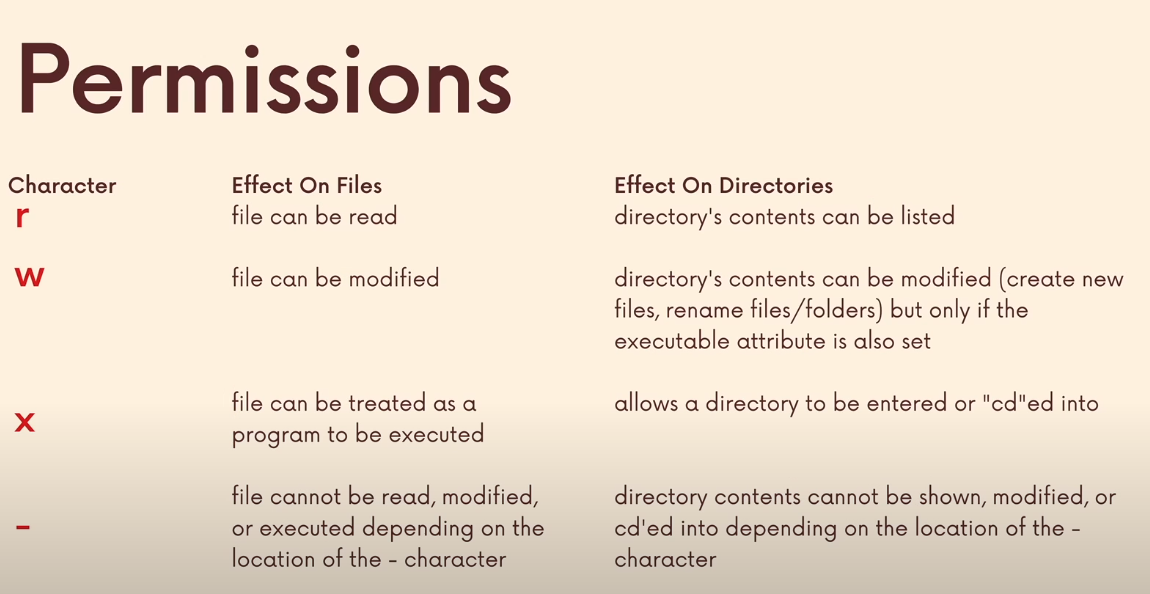 Permissions
Character Effect On Files Effect On Directories
r file can be read directory's contents can be listed
w file can be modified directory's contents can be modified (create new
files, rename files/folders) but only if the
executable attribute is also set
x file can be treated as a allows a directory to be entered or "cd"ed into
program to be executed
- file cannot be read, modified, directory contents cannot be shown, modified, or
or executed depending on the cd'ed into depending on the location of the -
location of the - character character